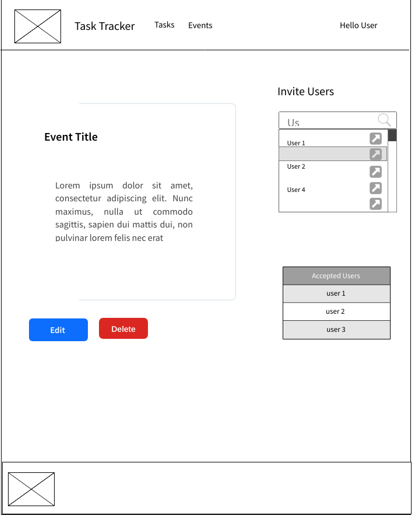 Task Tracker
Tasks
Events
Hello User
Invite Users
Us
User 1
User 2
User 4
Event Title
Lorem ipsum dolor sit amet,
consectetur adipiscing elit. Nunc
maximus, nulla ut commodo
sagittis, sapien dui mattis dui, non
pulvinar lorem felis nec erat
Accepted Users
user 1
user 2
user 3
Edit
Delete